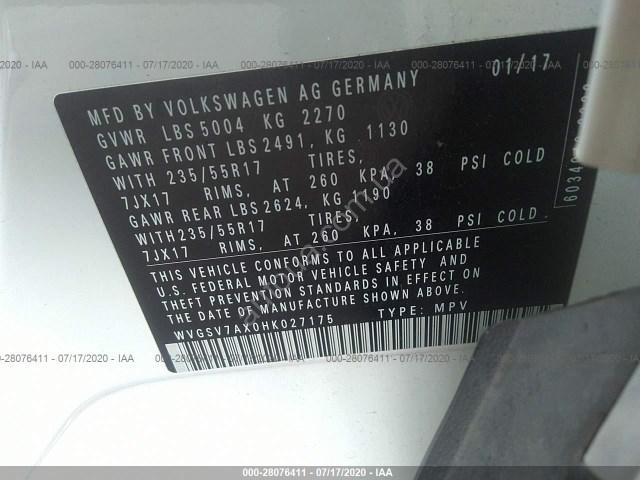 000-28076411 - 07/17/2020 - IAA
01/17
MFD BY VOLKSWAGEN AG GERMANY
GVWR LBS 5004 KG 2270
GAWR FRONT LBS 2491, KG 1130
WITH 235/55R17 TIRES,
7JX17 RIMS, AT 260 KPA, 38 PSI COLD
GAWR REAR LBS 2624, KG 1190
WITH 235/55R17 TIRES,
7JX17 RIMS, AT 260 KPA, 38 PSI COLD.
THIS VEHICLE CONFORMS TO ALL APPLICABLE
U.S. FEDERAL MOTOR VEHICLE SAFETY AND
THEFT PREVENTION STANDARDS IN EFFECT ON
THE DATE OF MANUFACTURE SHOWN ABOVE.
WVGSV7AX0HK027175 TYPE: MPV
000-28076411 - 07/17/2020 - IAA